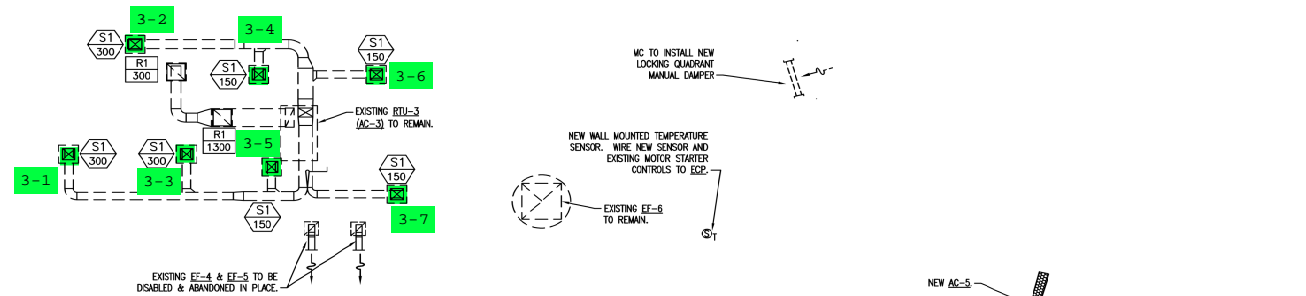 3-2
S1
300
3-4
S1
150
3-6
R1
300
S1
150
EXISTING RTU-3
(AC-3) TO REMAIN.
R1
1300
3-5
S1
300
S1
300
S1
150
3-1
3-3
S1
150
3-7
EXISTING EF-4 & EF-5 TO BE
DISABLED & ABANDONED IN PLACE.
MC TO INSTALL NEW
LOCKING QUADRANT
MANUAL DAMPER
NEW WALL MOUNTED TEMPERATURE
SENSOR. WIRE NEW SENSOR AND
EXISTING MOTOR STARTER
CONTROLS TO ECP.
EXISTING EF-6
TO REMAIN.
ST
NEW AC-5